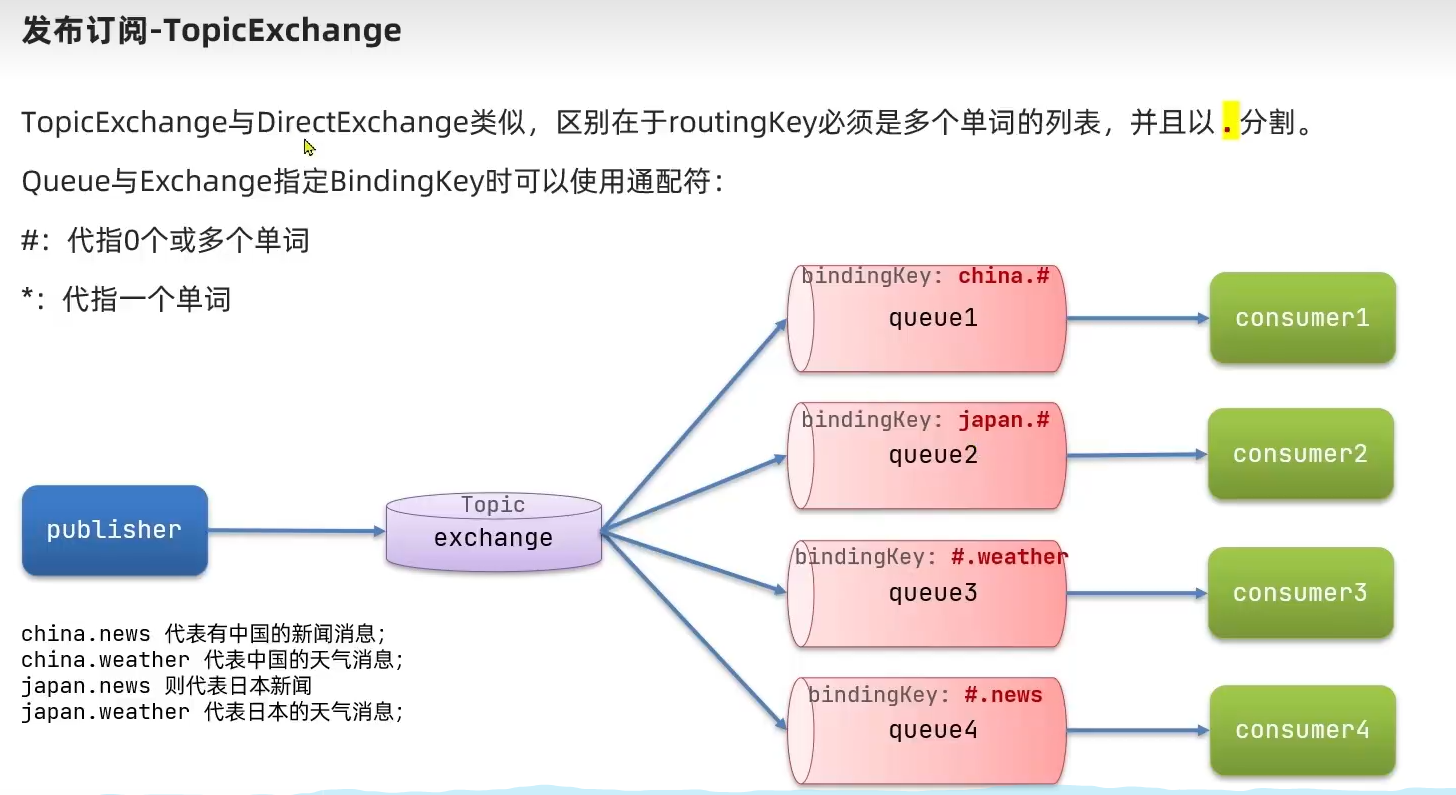 发布订阅-TopicExchange
TopicExchange与DirectExchange类似，区别在于routingKey必须是多个单词的列表，并且以 . 分割。
Queue与Exchange指定BindingKey时可以使用通配符：
#：代指0个或多个单词
*：代指一个单词
bindingKey: china.#
queue1
consumer1
bindingKey: japan.#
queue2
consumer2
publisher
Topic
exchange
bindingKey: #.weather
queue3
consumer3
china.news 代表有中国的新闻消息；
china.weather 代表中国的天气消息；
japan.news 则代表日本新闻
japan.weather 代表日本的天气消息；
bindingKey: #.news
queue4
consumer4